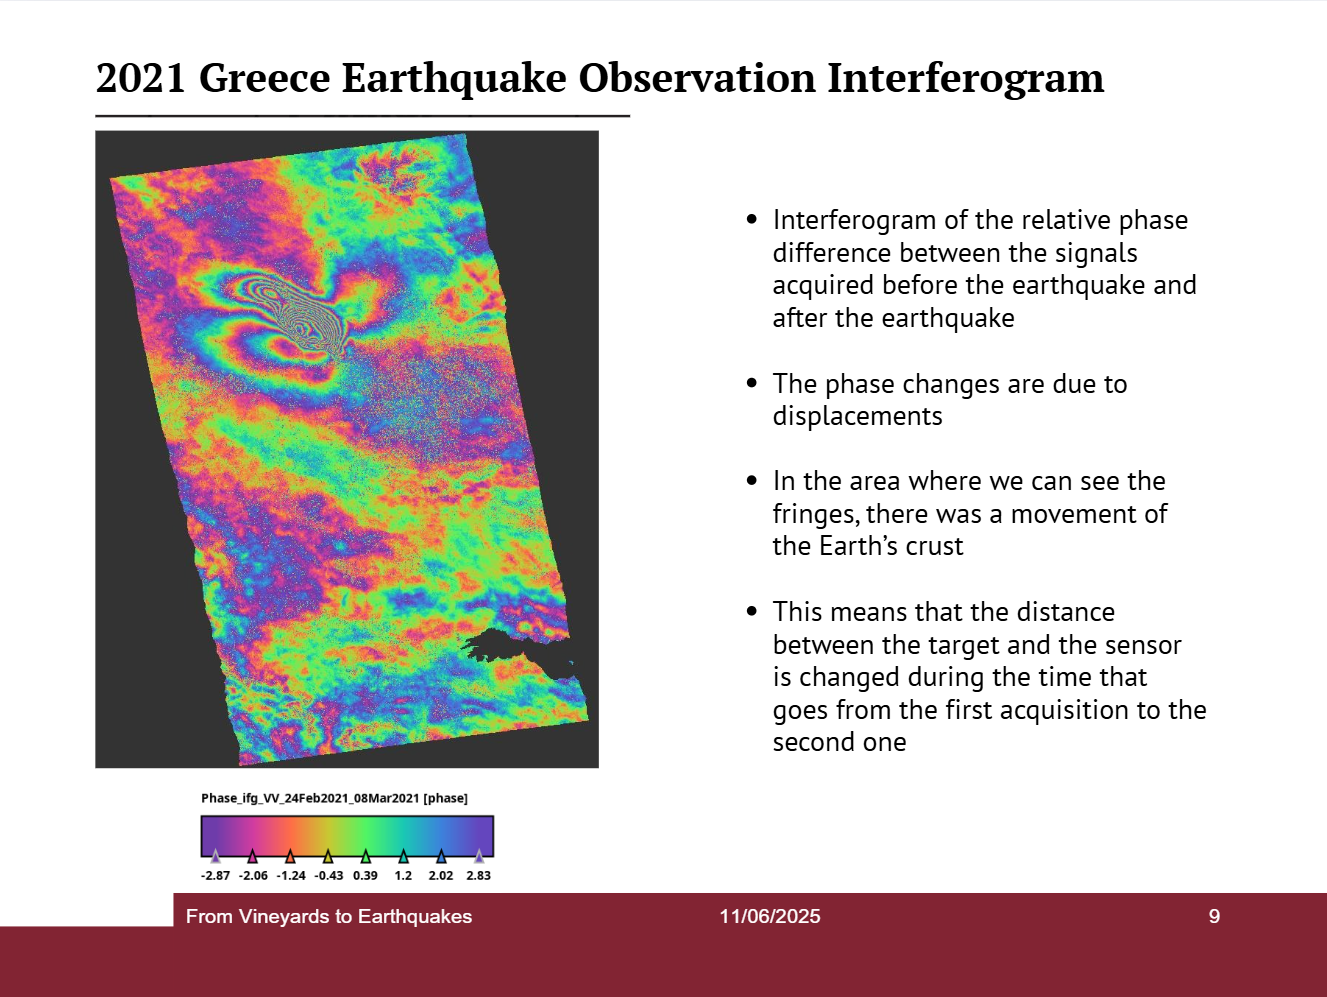 2021 Greece Earthquake Observation Interferogram
• Interferogram of the relative phase
difference between the signals
acquired before the earthquake and
after the earthquake
• The phase changes are due to
displacements
• In the area where we can see the
fringes, there was a movement of
the Earth’s crust
• This means that the distance
between the target and the sensor
is changed during the time that
goes from the first acquisition to the
second one
Phase_ifg_VV_24Feb2021_08Mar2021 [phase]
-2.87 -2.06 -1.24 -0.43 0.39 1.2 2.02 2.83
From Vineyards to Earthquakes 11/06/2025 9